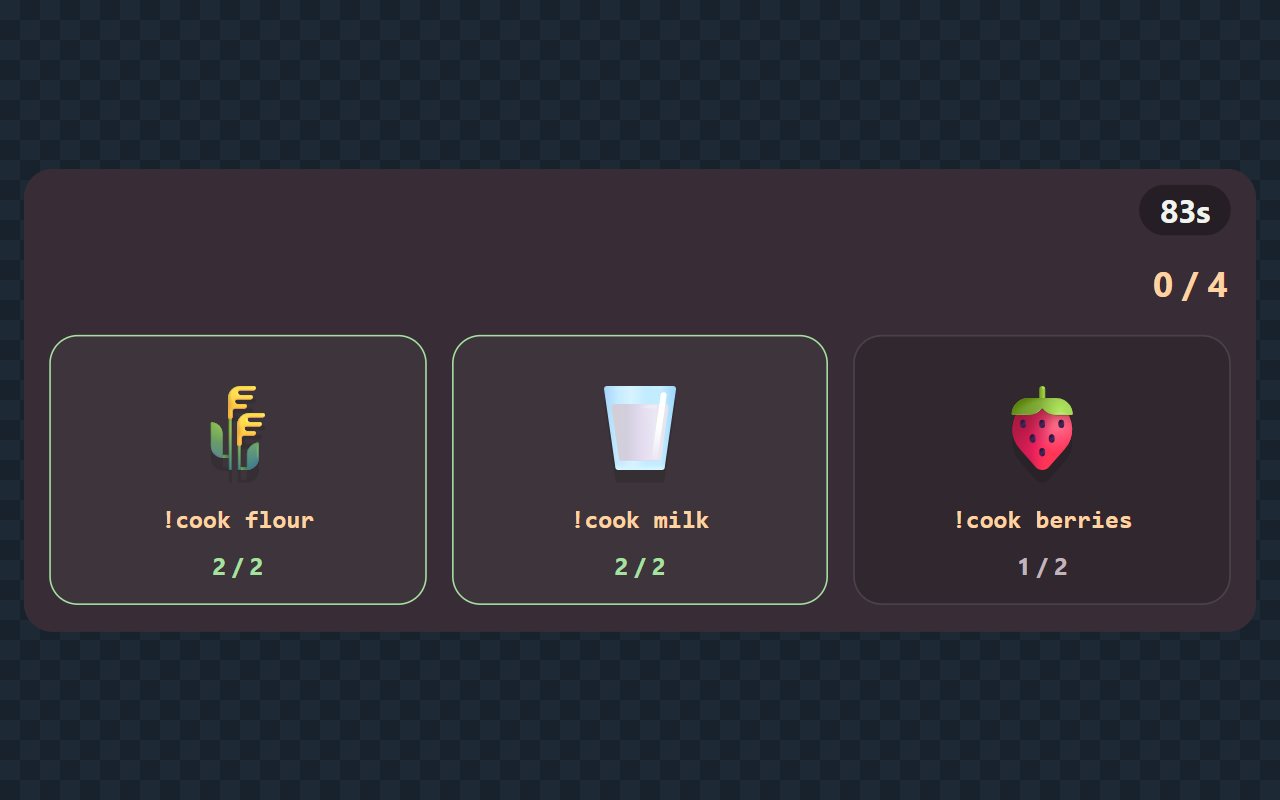 83s
0 / 4
!cook flour
2 / 2
!cook milk
2 / 2
!cook berries
1 / 2